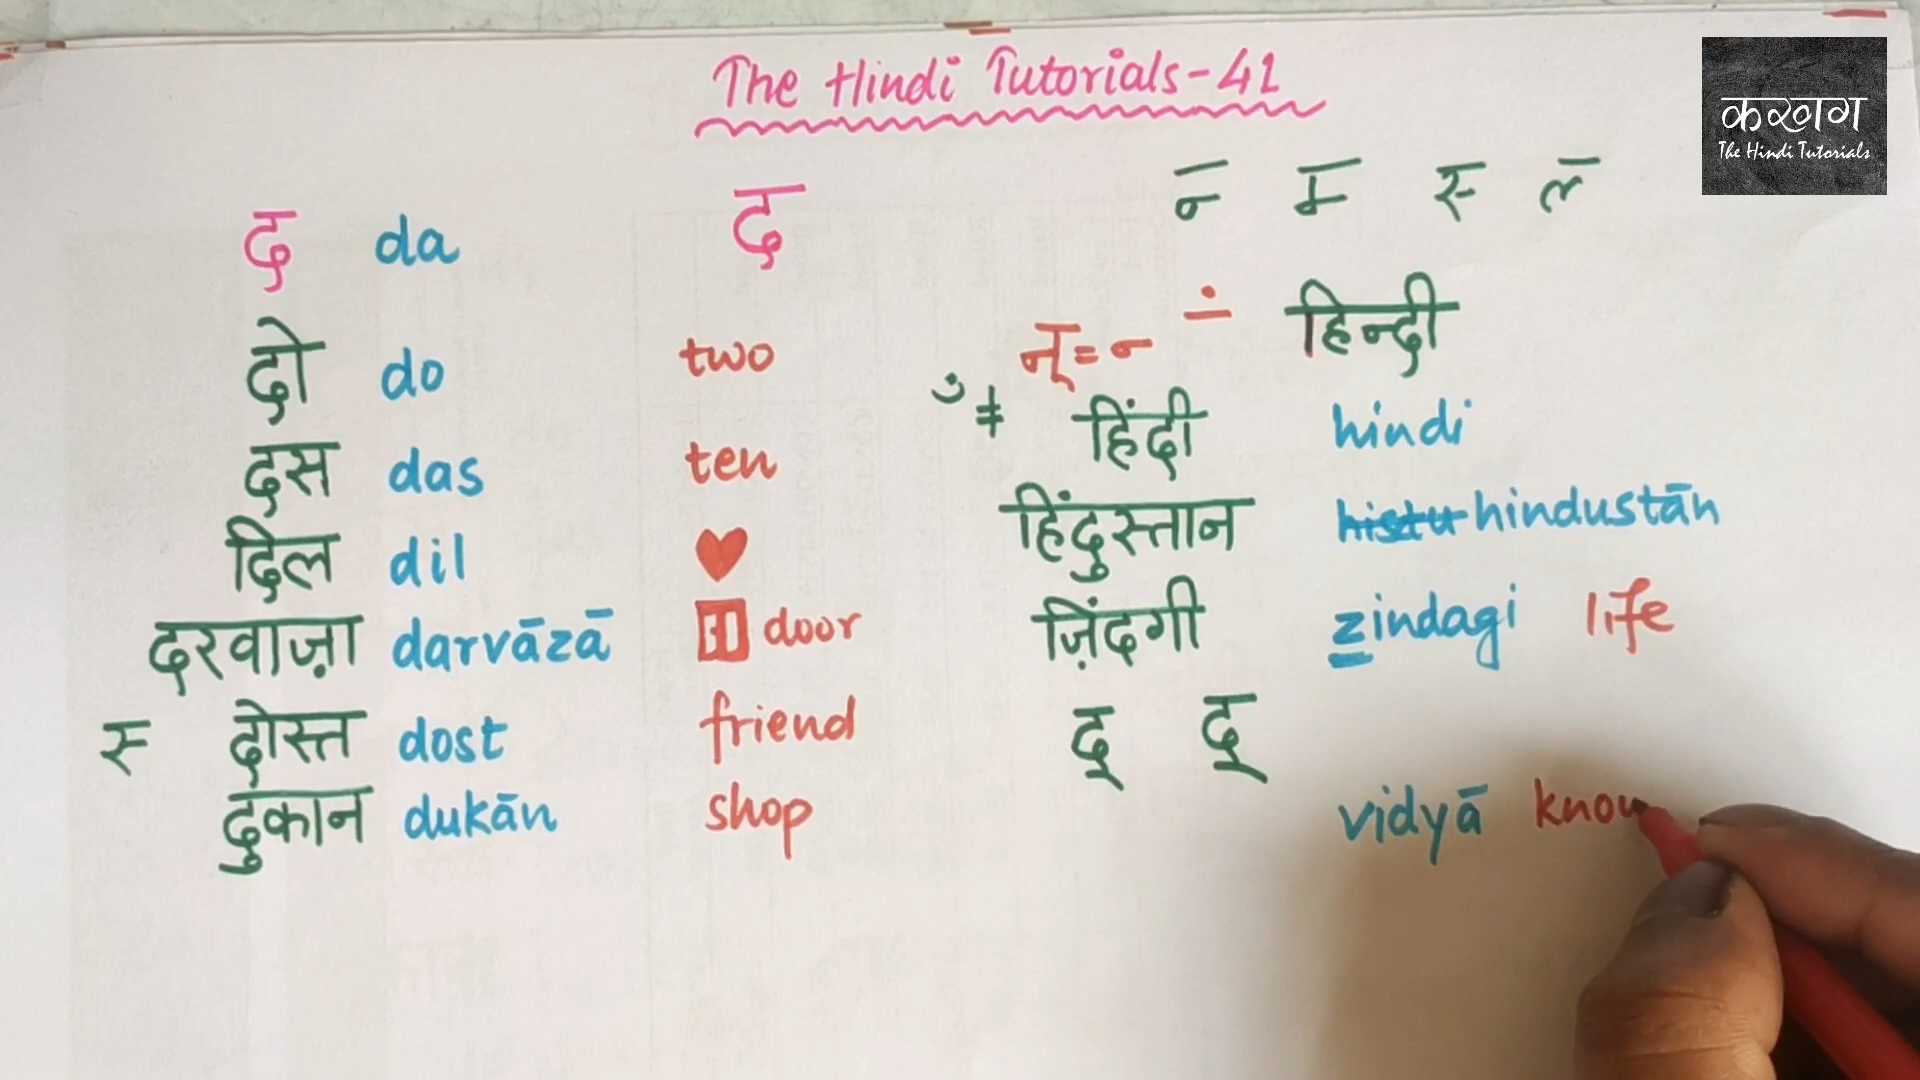 The Hindi Tutorials-41
कखग
The Hindi Tutorials
द da द
दो do two
दस das ten
दिल dil
दरवाज़ा darvāzā door
स् दोस्त dost friend
दुकान dukān shop
न् म् स् ल्
न् = न् ं हिन्दी
ँ ≠ हिंदी hindi
हिंदुस्तान hindustān
ज़िंदगी zindagi life
द् द्
vidyā know